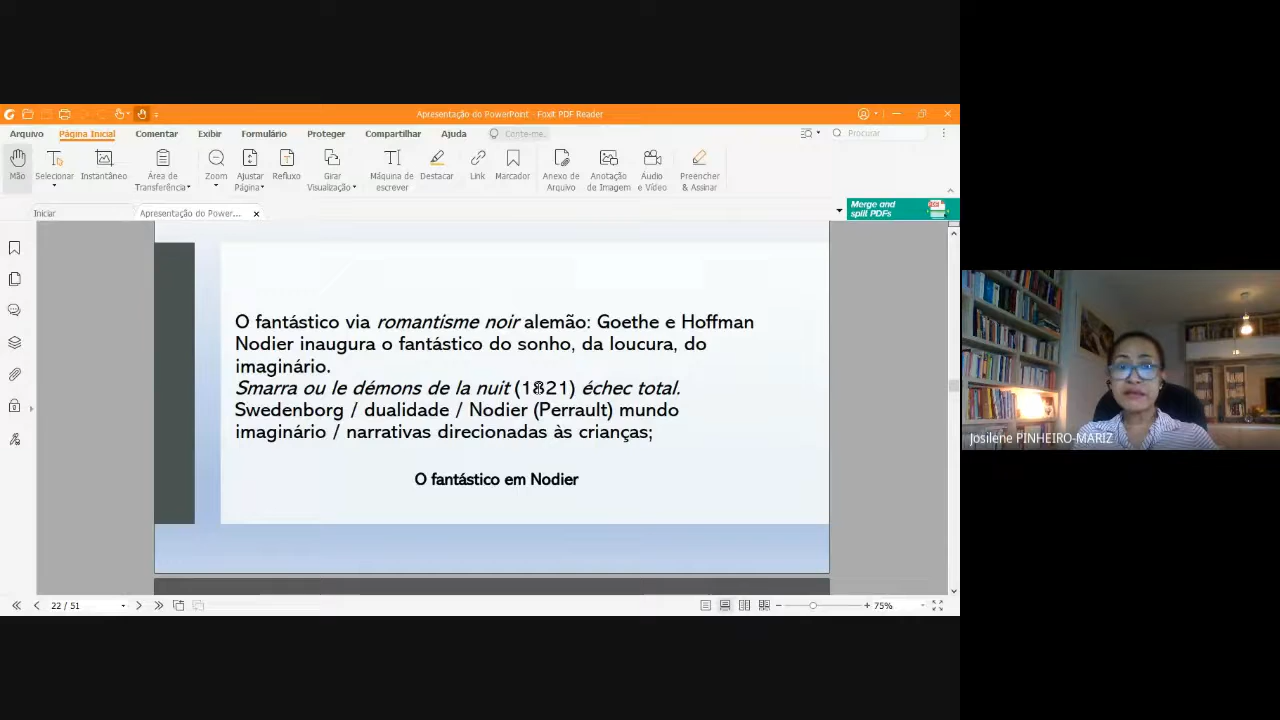 Apresentação do PowerPoint - Foxit PDF Reader
Arquivo Página Inicial Comentar Exibir Formulário Proteger Compartilhar Ajuda Conte-me. Procurar
Mão Selecionar Instantâneo Área de Transferência Zoom Ajustar Página Refluxo Girar Visualização Máquina de escrever Destacar Link Marcador Anexo de Arquivo Anotação de Imagem Áudio e Vídeo Preencher & Assinar
Iniciar Apresentação do Power... Merge and split PDFs
O fantástico via romantisme noir alemão: Goethe e Hoffman
Nodier inaugura o fantástico do sonho, da loucura, do
imaginário.
Smarra ou le démons de la nuit (1821) échec total.
Swedenborg / dualidade / Nodier (Perrault) mundo
imaginário / narrativas direcionadas às crianças;
O fantástico em Nodier
Josilene PINHEIRO-MARIZ
22 / 51 75%